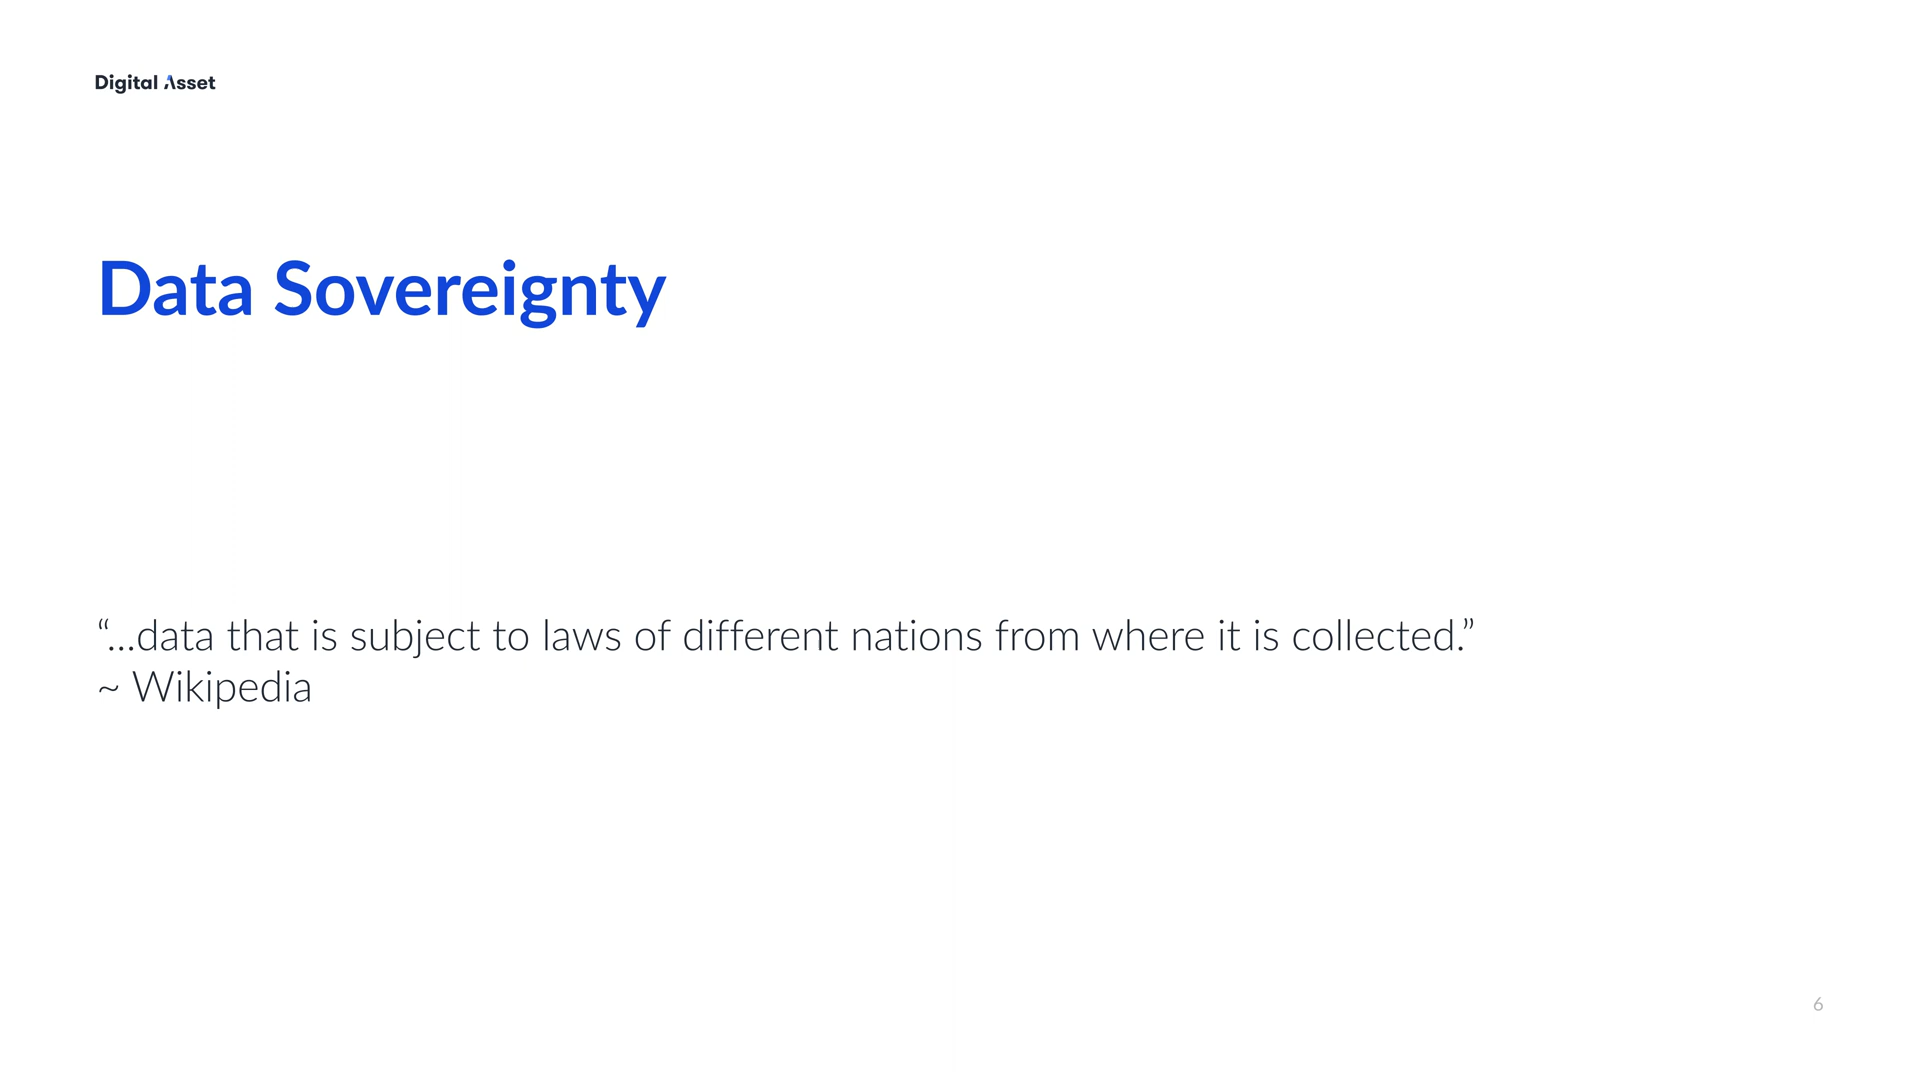 Digital Asset
Data Sovereignty
“...data that is subject to laws of different nations from where it is collected.”
~ Wikipedia
6